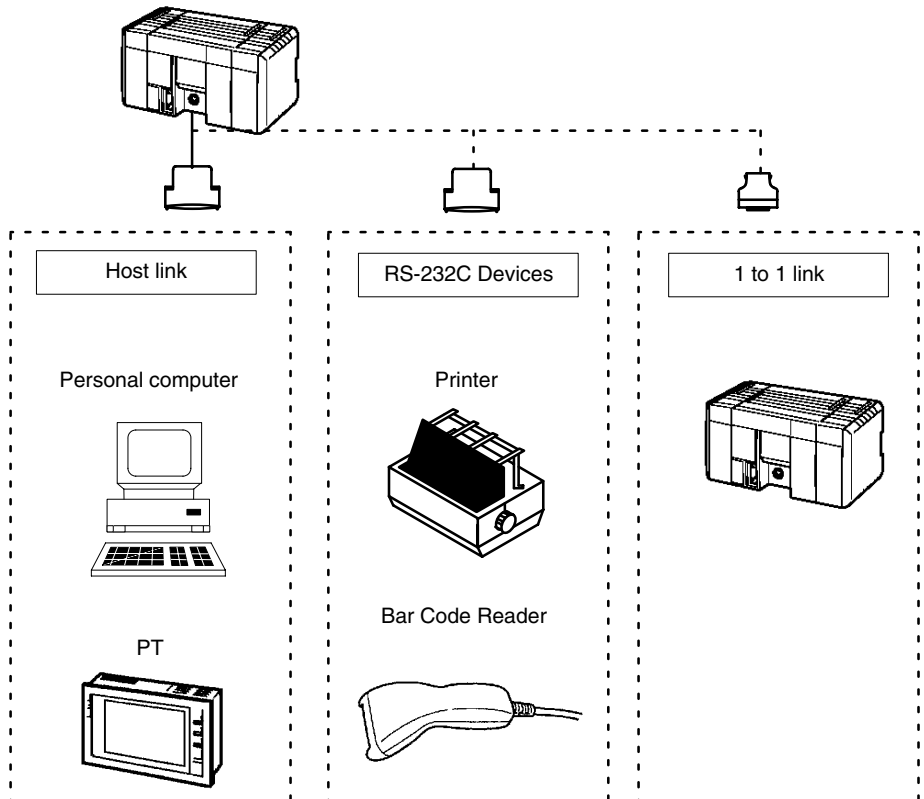 Host link
RS-232C Devices
1 to 1 link
Personal computer
PT
Printer
Bar Code Reader